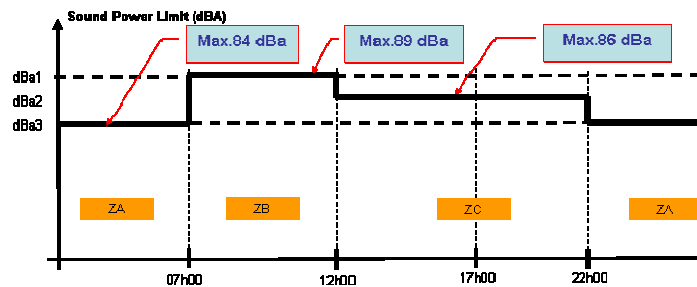 Sound Power Limit (dBA)
Max.84 dBa
Max.89 dBa
Max.86 dBa
dBa1
dBa2
dBa3
ZA
ZB
ZC
ZA
07h00
12h00
17h00
22h00